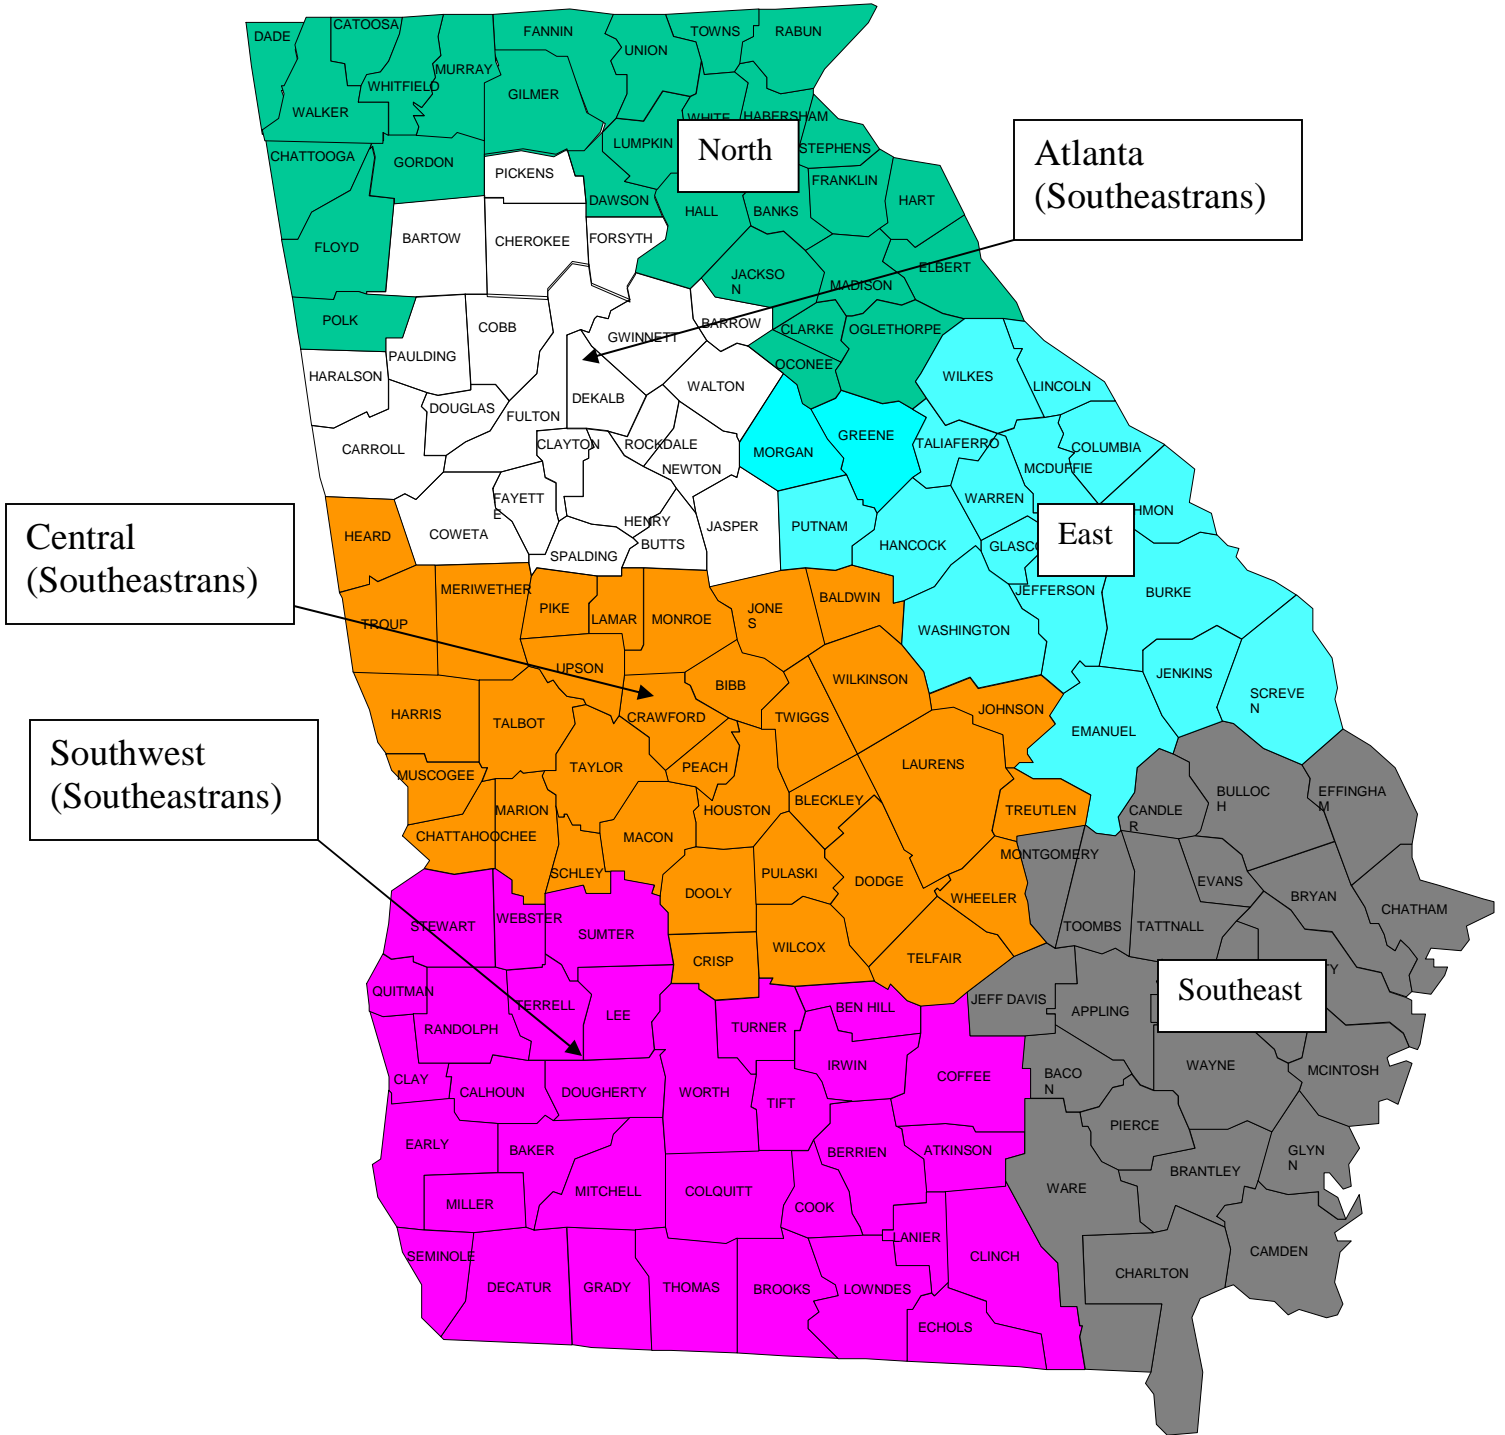 DADE
CATOOSA
FANNIN
TOWNS
RABUN
UNION
MURRAY
WHITFIELD
GILMER
WALKER
WHITE
HABERSHAM
LUMPKIN
North
STEPHENS
Atlanta
(Southeastrans)
CHATTOOGA
GORDON
PICKENS
FRANKLIN
HART
DAWSON
HALL
BANKS
FLOYD
BARTOW
CHEROKEE
FORSYTH
JACKSO
N
MADISON
ELBERT
POLK
COBB
GWINNETT
BARROW
CLARKE
OGLETHORPE
PAULDING
OCONEE
HARALSON
WALTON
WILKES
LINCOLN
DOUGLAS
FULTON
DEKALB
CARROLL
CLAYTON
ROCKDALE
NEWTON
MORGAN
GREENE
TALIAFERRO
COLUMBIA
MCDUFFIE
FAYETT
E
WARREN
HMON
Central
(Southeastrans)
HEARD
COWETA
HENRY
JASPER
PUTNAM
HANCOCK
GLASC
East
SPALDING
BUTTS
MERIWETHER
PIKE
LAMAR
MONROE
JONE
S
BALDWIN
JEFFERSON
BURKE
TROUP
WASHINGTON
UPSON
BIBB
WILKINSON
JENKINS
SCREVE
N
HARRIS
TALBOT
CRAWFORD
TWIGGS
JOHNSON
EMANUEL
Southwest
(Southeastrans)
MUSCOGEE
TAYLOR
PEACH
LAURENS
MARION
HOUSTON
BLECKLEY
TREUTLEN
CANDLE
R
BULLOC
H
EFFINGHA
M
CHATTAHOOCHEE
MACON
MONTGOMERY
SCHLEY
DOOLY
PULASKI
DODGE
WHEELER
EVANS
BRYAN
CHATHAM
STEWART
WEBSTER
SUMTER
TOOMBS
TATTNALL
CRISP
WILCOX
TELFAIR
TY
Southeast
QUITMAN
TERRELL
LEE
RANDOLPH
TURNER
BEN HILL
JEFF DAVIS
APPLING
IRWIN
COFFEE
BACO
N
WAYNE
MCINTOSH
CLAY
CALHOUN
DOUGHERTY
WORTH
TIFT
PIERCE
EARLY
BAKER
BERRIEN
ATKINSON
GLYN
N
BRANTLEY
MILLER
MITCHELL
COLQUITT
COOK
WARE
LANIER
SEMINOLE
DECATUR
GRADY
THOMAS
BROOKS
LOWNDES
CLINCH
CHARLTON
CAMDEN
ECHOLS